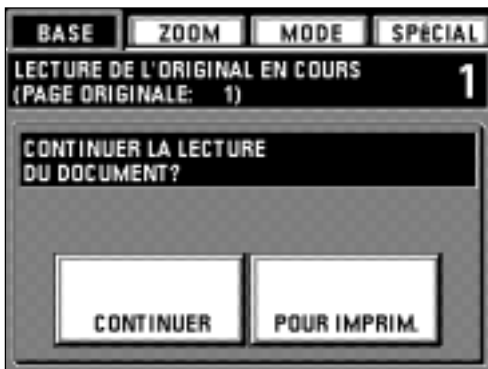 BASE ZOOM MODE SPéCIAL
LECTURE DE L'ORIGINAL EN COURS 1
(PAGE ORIGINALE: 1)
CONTINUER LA LECTURE
DU DOCUMENT?
CONTINUER POUR IMPRIM.